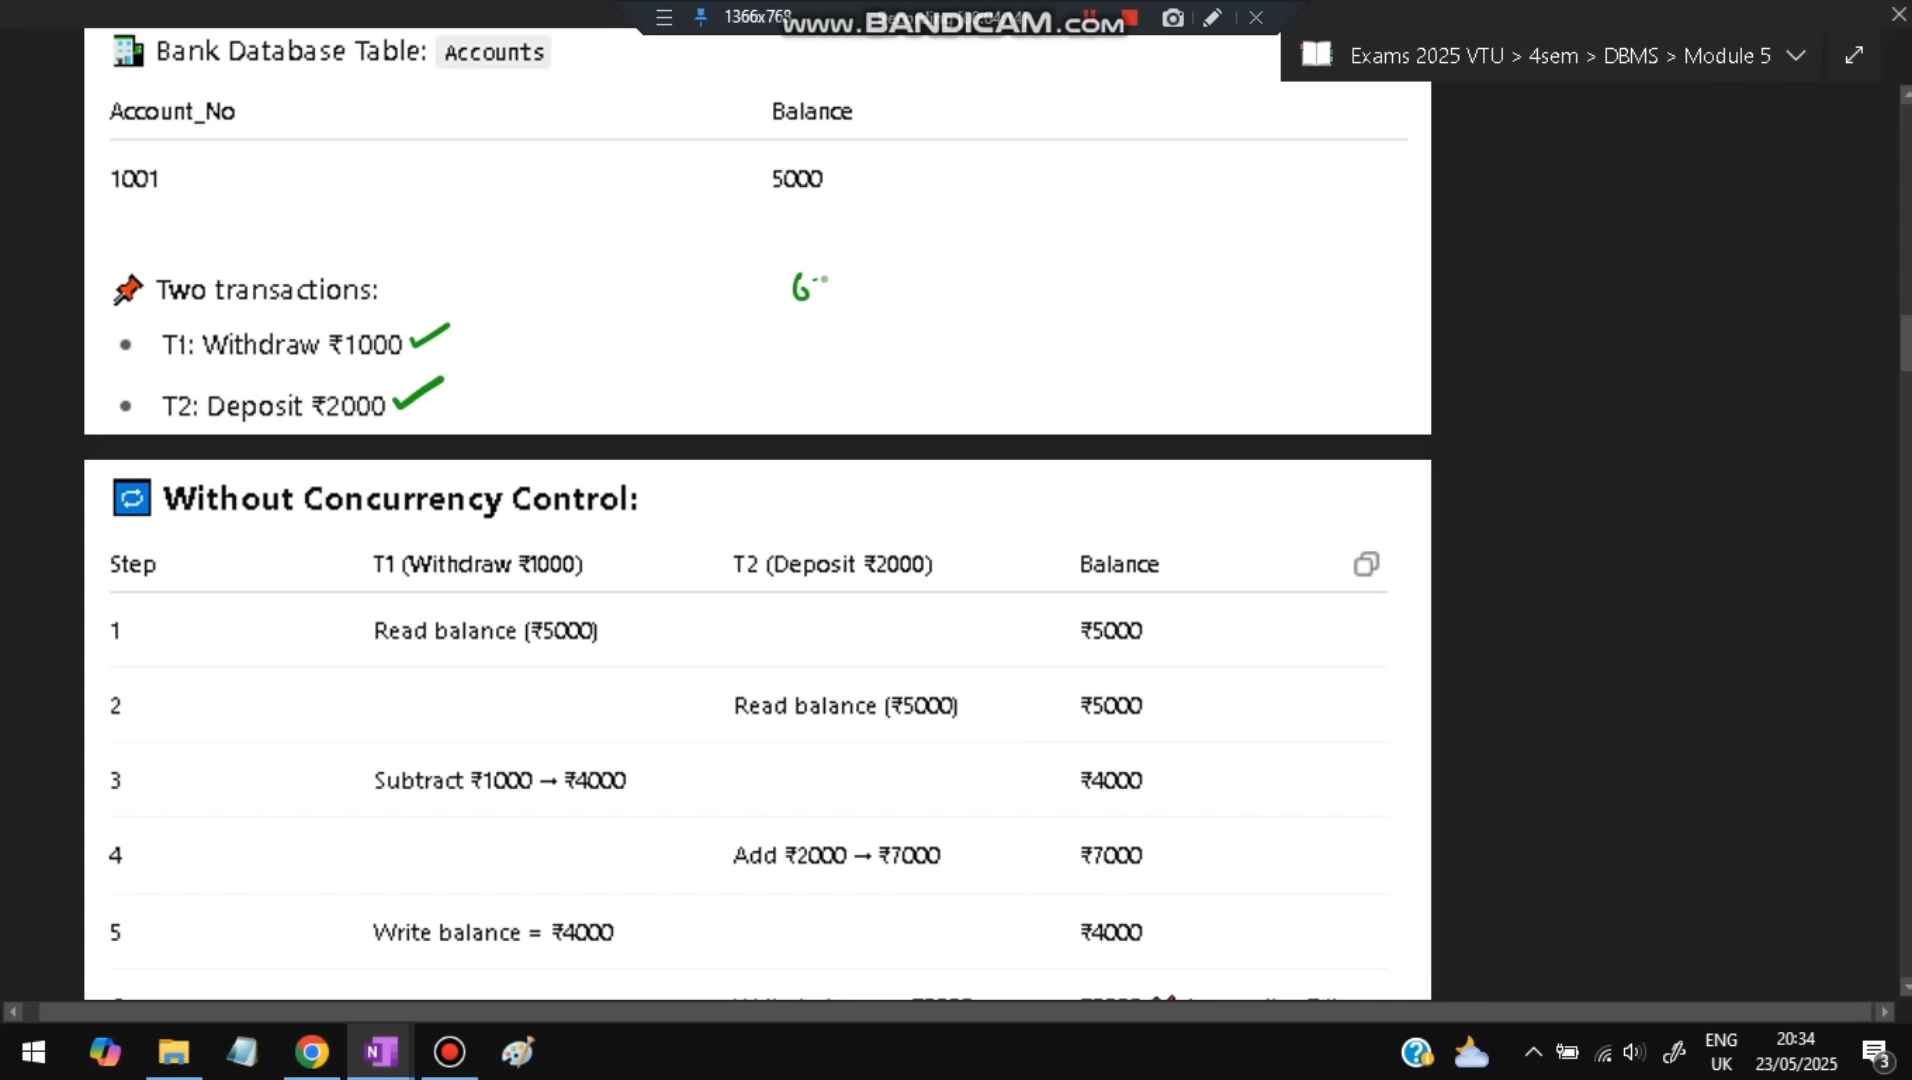 1366x768
www.BANDICAM.com
Exams 2025 VTU > 4sem > DBMS > Module 5
Bank Database Table: Accounts
Account_No Balance
1001 5000
Two transactions:
T1: Withdraw ₹1000
T2: Deposit ₹2000
Without Concurrency Control:
Step T1 (Withdraw ₹1000) T2 (Deposit ₹2000) Balance
1 Read balance (₹5000) ₹5000
2 Read balance (₹5000) ₹5000
3 Subtract ₹1000 → ₹4000 ₹4000
4 Add ₹2000 → ₹7000 ₹7000
5 Write balance = ₹4000 ₹4000
ENG
UK
20:34
23/05/2025
3